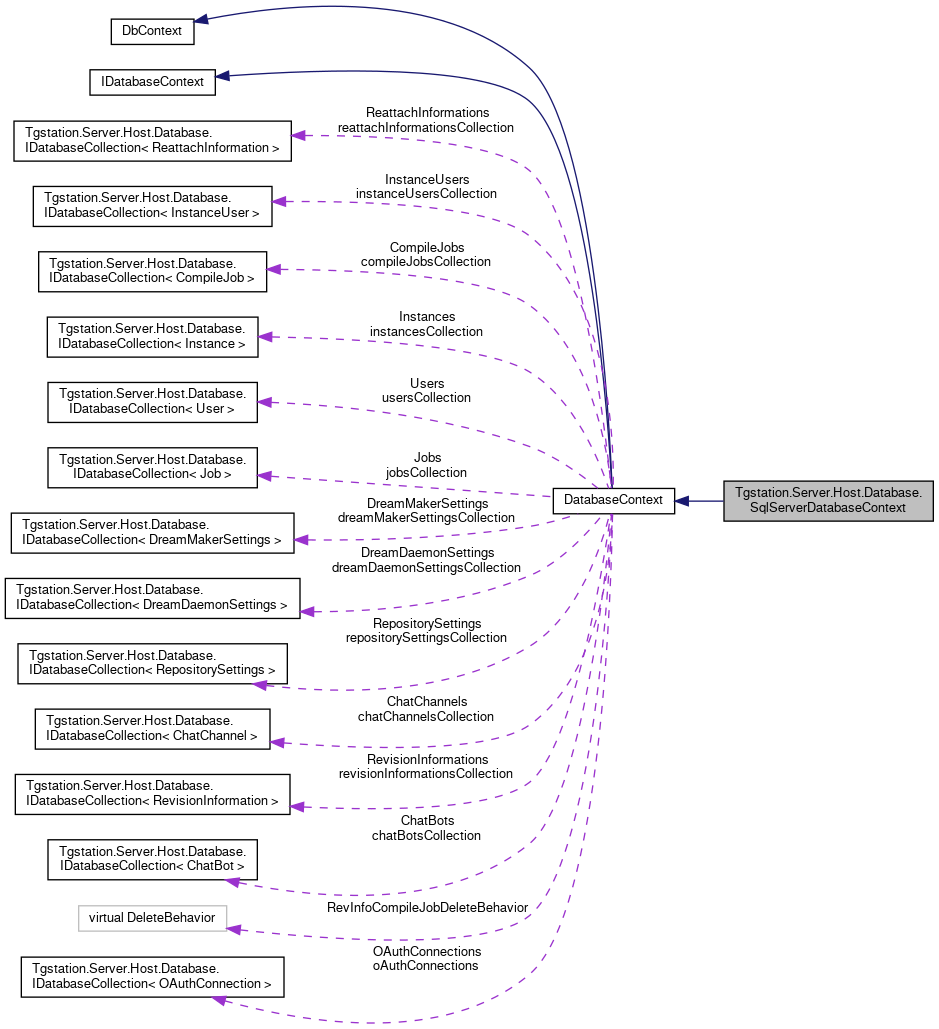 DbContext
IDatabaseContext
ReattachInformations
reattachInformationsCollection
Tgstation.Server.Host.Database.
IDatabaseCollection< ReattachInformation >
InstanceUsers
instanceUsersCollection
Tgstation.Server.Host.Database.
IDatabaseCollection< InstanceUser >
CompileJobs
compileJobsCollection
Tgstation.Server.Host.Database.
IDatabaseCollection< CompileJob >
Instances
instancesCollection
Tgstation.Server.Host.Database.
IDatabaseCollection< Instance >
Users
usersCollection
Tgstation.Server.Host.Database.
IDatabaseCollection< User >
Jobs
jobsCollection
Tgstation.Server.Host.Database.
IDatabaseCollection< Job >
DatabaseContext
Tgstation.Server.Host.Database.
SqlServerDatabaseContext
DreamMakerSettings
dreamMakerSettingsCollection
Tgstation.Server.Host.Database.
IDatabaseCollection< DreamMakerSettings >
DreamDaemonSettings
dreamDaemonSettingsCollection
Tgstation.Server.Host.Database.
IDatabaseCollection< DreamDaemonSettings >
RepositorySettings
repositorySettingsCollection
Tgstation.Server.Host.Database.
IDatabaseCollection< RepositorySettings >
ChatChannels
chatChannelsCollection
Tgstation.Server.Host.Database.
IDatabaseCollection< ChatChannel >
RevisionInformations
revisionInformationsCollection
Tgstation.Server.Host.Database.
IDatabaseCollection< RevisionInformation >
ChatBots
chatBotsCollection
Tgstation.Server.Host.Database.
IDatabaseCollection< ChatBot >
RevInfoCompileJobDeleteBehavior
virtual DeleteBehavior
OAuthConnections
oAuthConnections
Tgstation.Server.Host.Database.
IDatabaseCollection< OAuthConnection >